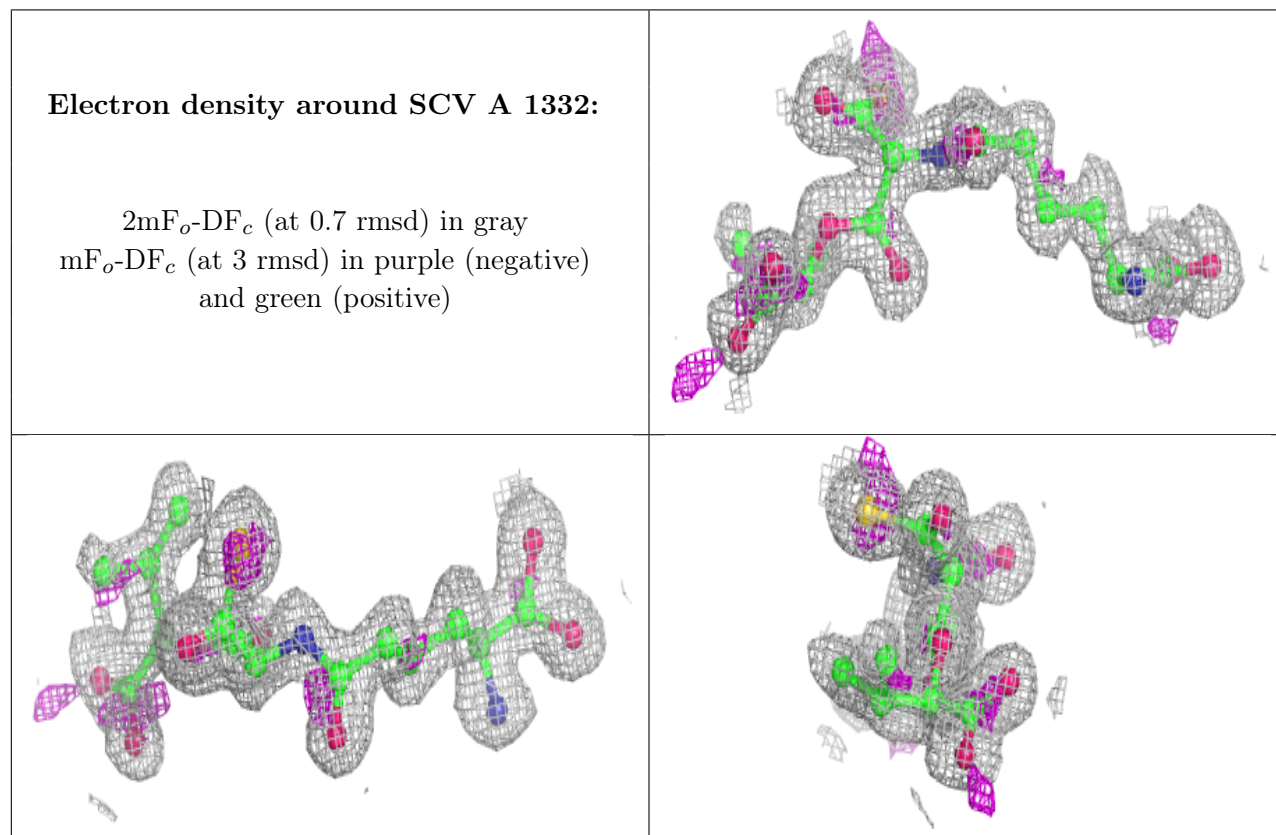 Electron density around SCV A 1332:
2mFo-DFc (at 0.7 rmsd) in gray
mFo-DFc (at 3 rmsd) in purple (negative)
and green (positive)